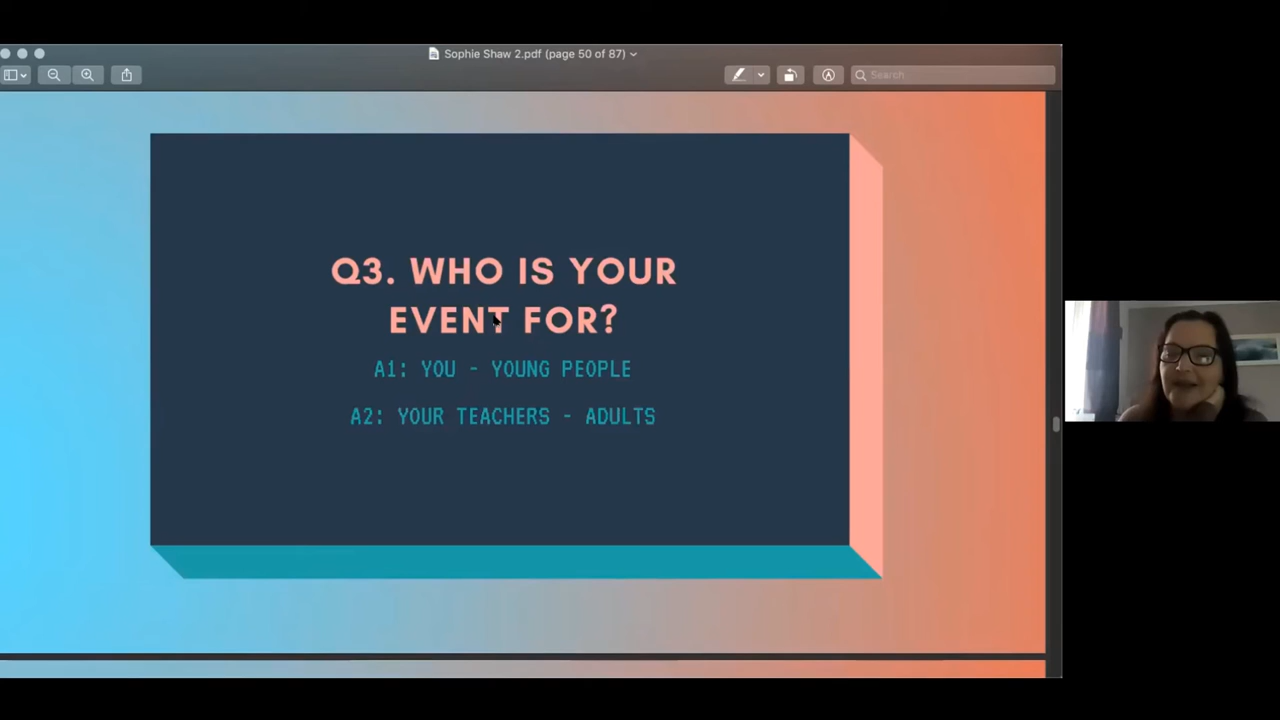 Sophie Shaw 2.pdf (page 50 of 87)
Search
Q3. WHO IS YOUR
EVENT FOR?
A1: YOU - YOUNG PEOPLE
A2: YOUR TEACHERS - ADULTS